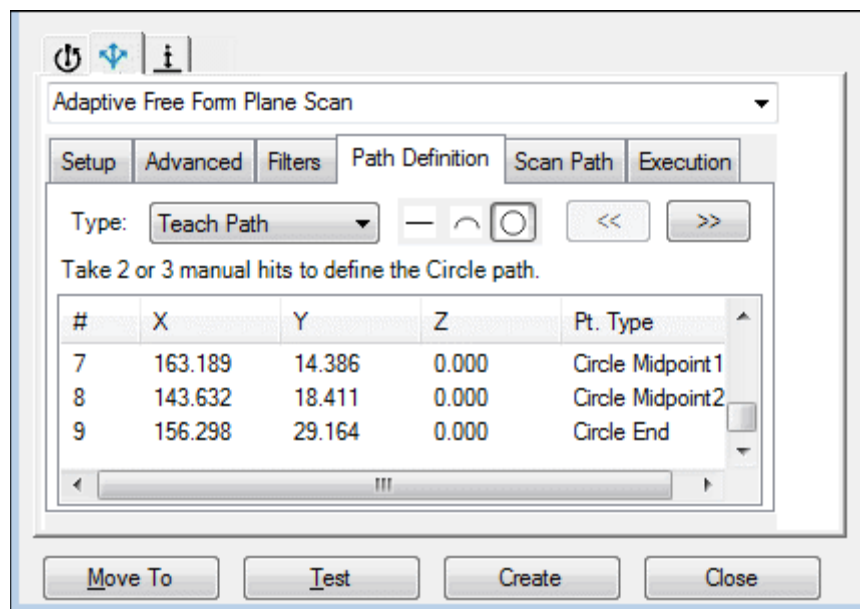 Adaptive Free Form Plane Scan
Setup Advanced Filters Path Definition Scan Path Execution
Type: Teach Path << >>
Take 2 or 3 manual hits to define the Circle path.
# X Y Z Pt. Type
7 163.189 14.386 0.000 Circle Midpoint1
8 143.632 18.411 0.000 Circle Midpoint2
9 156.298 29.164 0.000 Circle End
Move To Test Create Close